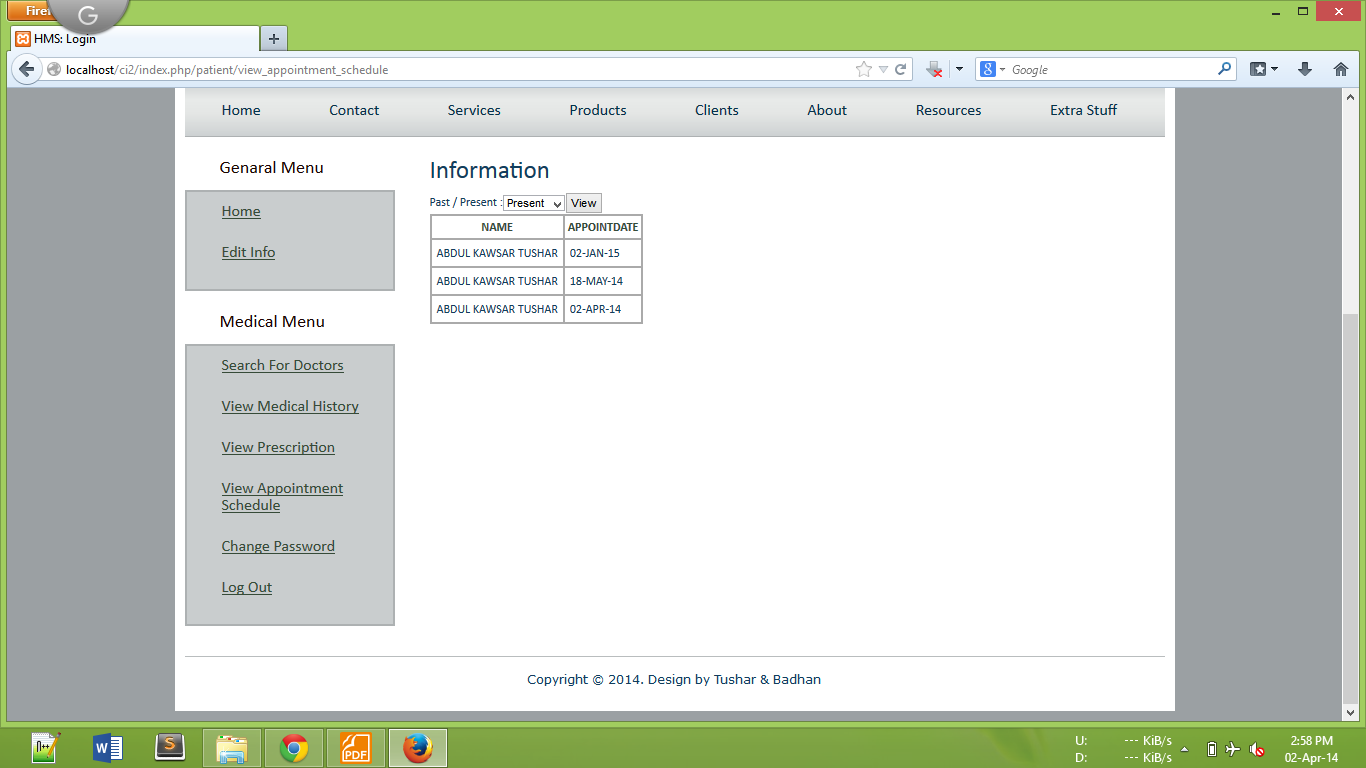 Firef
G
HMS: Login
localhost/ci2/index.php/patient/view_appointment_schedule
8
Google
Home Contact Services Products Clients About Resources Extra Stuff
Genaral Menu
Home
Edit Info
Medical Menu
Search For Doctors
View Medical History
View Prescription
View Appointment
Schedule
Change Password
Log Out
Information
Past / Present : Present View
NAME APPOINTDATE
ABDUL KAWSAR TUSHAR 02-JAN-15
ABDUL KAWSAR TUSHAR 18-MAY-14
ABDUL KAWSAR TUSHAR 02-APR-14
Copyright © 2014. Design by Tushar & Badhan
n++
W
S
PDF
U: --- KiB/s
D: --- KiB/s
2:58 PM
02-Apr-14